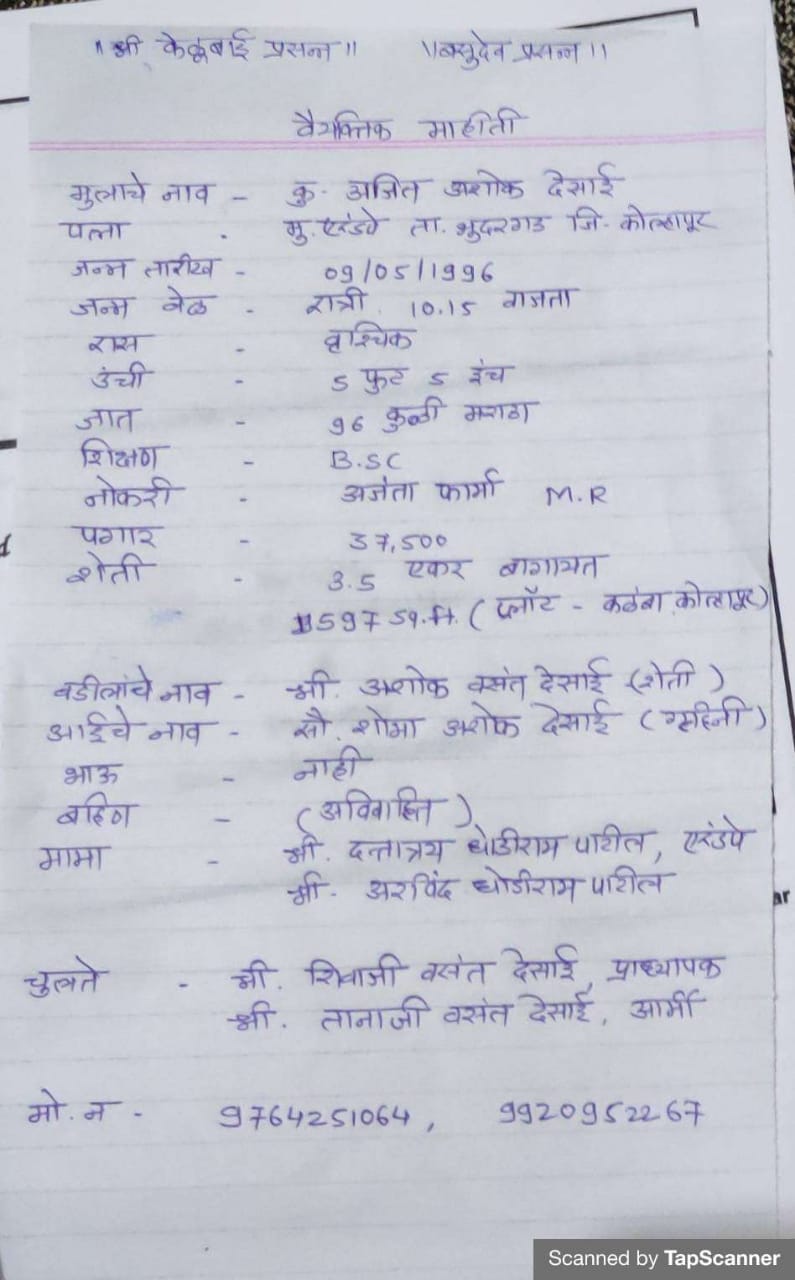 ॥ श्री केळूबाई प्रसन्न ॥ ॥ वसुदेव प्रसन्न ॥
वैयक्तिक माहीती
मुलाचे नाव - कु. अजित अशोक देसाई
पत्ता . मु. एरंडपे ता. भुदरगड जि. कोल्हापूर
जन्म तारीख - 09/05/1996
जन्म वेळ - रात्री 10.15 वाजता
रास - वृश्चिक
उंची - 5 फुट 5 इंच
जात - 96 कुळी मराठा
शिक्षण - B.SC
नोकरी - अजंता फार्मा M.R
पगार - 37,500
शेती - 3.5 एकर बागायत
1597 sq.ft. (प्लॉट - कळंबा, कोल्हापूर)
वडीलांचे नाव - श्री. अशोक वसंत देसाई (शेती)
आईचे नाव - सौ. शोभा अशोक देसाई (गृहिनी)
भाऊ - नाही
बहिण - (अविवाहित)
मामा - श्री. दत्तात्रय धोंडीराम पाटील, एरंडपे
श्री. अरविंद धोंडीराम पाटील
चुलते - श्री. शिवाजी वसंत देसाई, प्राध्यापक
श्री. तानाजी वसंत देसाई, आर्मी
मो. न - 9764251064, 9920952267
Scanned by TapScanner